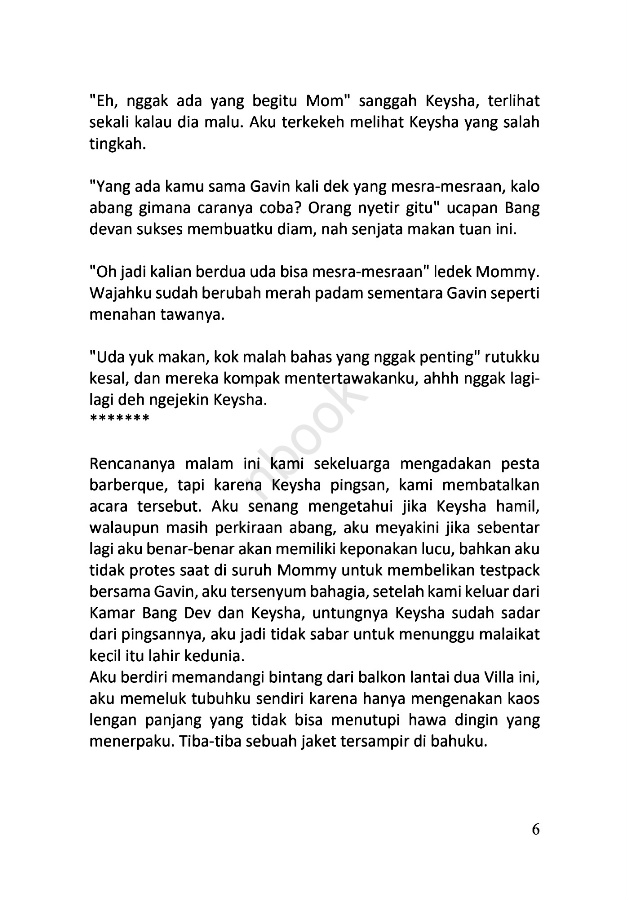 "Eh, nggak ada yang begitu Mom" sanggah Keysha, terlihat
sekali kalau dia malu. Aku terkekeh melihat Keysha yang salah
tingkah.
"Yang ada kamu sama Gavin kali dek yang mesra-mesraan, kalo
abang gimana caranya coba? Orang nyetir gitu" ucapan Bang
devan sukses membuatku diam, nah senjata makan tuan ini.
"Oh jadi kalian berdua uda bisa mesra-mesraan" ledek Mommy.
Wajahku sudah berubah merah padam sementara Gavin seperti
menahan tawanya.
"Uda yuk makan, kok malah bahas yang nggak penting" rutukku
kesal, dan mereka kompak mentertawakanku, ahhh nggak lagi-
lagi deh ngejekin Keysha.
*******
Rencananya malam ini kami sekeluarga mengadakan pesta
barberque, tapi karena Keysha pingsan, kami membatalkan
acara tersebut. Aku senang mengetahui jika Keysha hamil,
walaupun masih perkiraan abang, aku meyakini jika sebentar
lagi aku benar-benar akan memiliki keponakan lucu, bahkan aku
tidak protes saat di suruh Mommy untuk membelikan testpack
bersama Gavin, aku tersenyum bahagia, setelah kami keluar dari
Kamar Bang Dev dan Keysha, untungnya Keysha sudah sadar
dari pingsannya, aku jadi tidak sabar untuk menunggu malaikat
kecil itu lahir kedunia.
Aku berdiri memandangi bintang dari balkon lantai dua Villa ini,
aku memeluk tubuhku sendiri karena hanya mengenakan kaos
lengan panjang yang tidak bisa menutupi hawa dingin yang
menerpaku. Tiba-tiba sebuah jaket tersampir di bahuku.
nbook
6